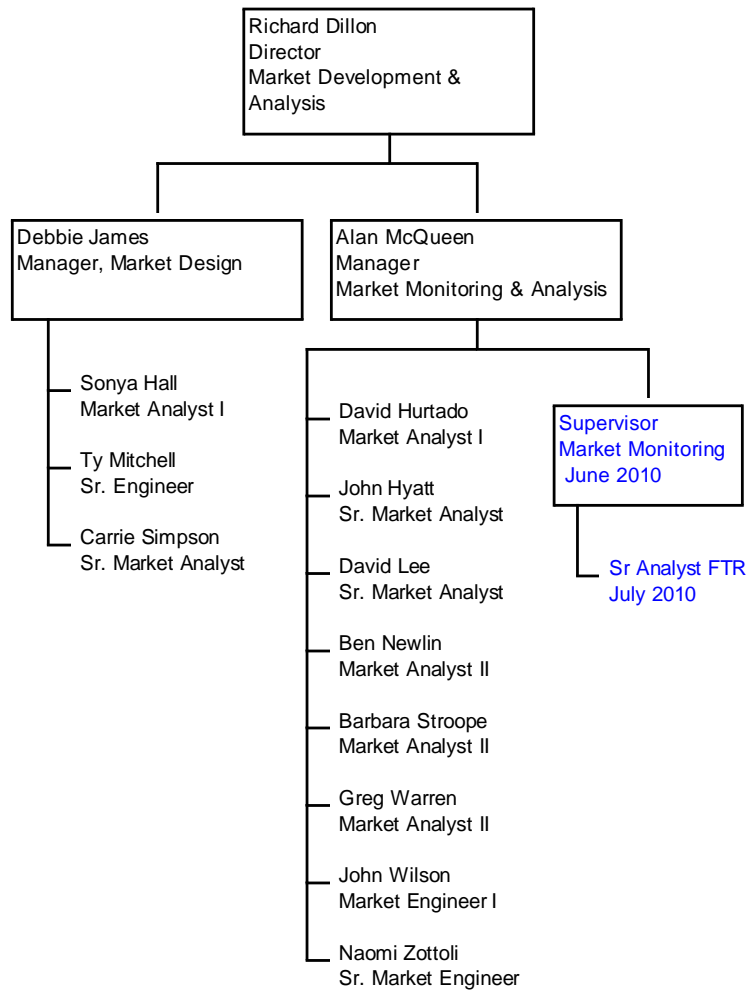 Richard Dillon
Director
Market Development &
Analysis
Debbie James
Manager, Market Design
Alan McQueen
Manager
Market Monitoring & Analysis
Sonya Hall
Market Analyst I
Ty Mitchell
Sr. Engineer
Carrie Simpson
Sr. Market Analyst
David Hurtado
Market Analyst I
John Hyatt
Sr. Market Analyst
David Lee
Sr. Market Analyst
Ben Newlin
Market Analyst II
Barbara Stroope
Market Analyst II
Greg Warren
Market Analyst II
John Wilson
Market Engineer I
Naomi Zottoli
Sr. Market Engineer
Supervisor
Market Monitoring
June 2010
Sr Analyst FTR
July 2010